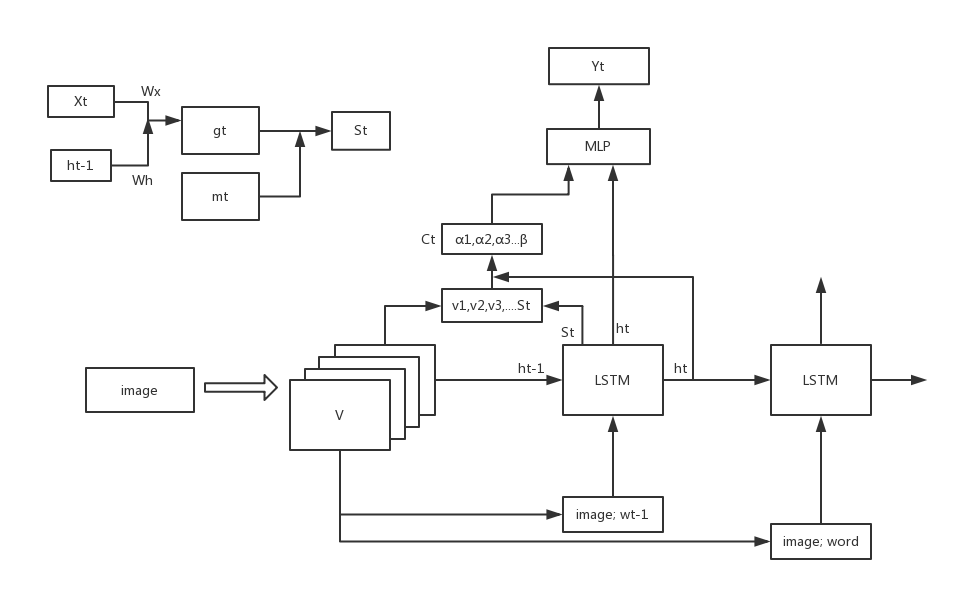 Yt
Xt
Wx
gt
St
ht-1
Wh
mt
MLP
Ct
α1,α2,α3...β
v1,v2,v3,....St
St
ht
image
V
ht-1
LSTM
ht
LSTM
image; wt-1
image; word